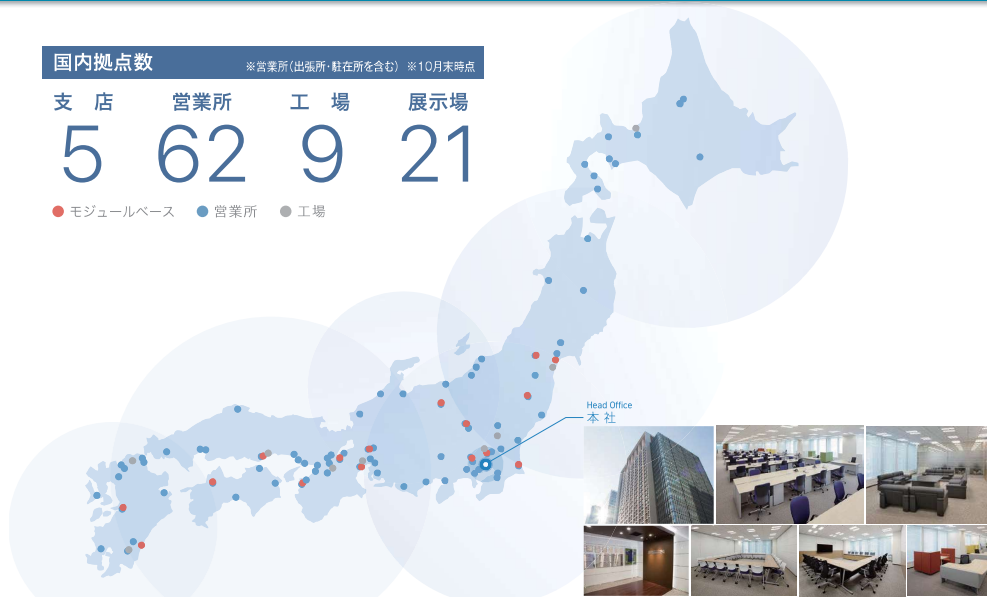 国内拠点数 ※営業所(出張所・駐在所を含む) ※10月末時点
支 店 営業所 工 場 展示場
5 62 9 21
モジュールベース 営業所 工場
Head Office
本 社